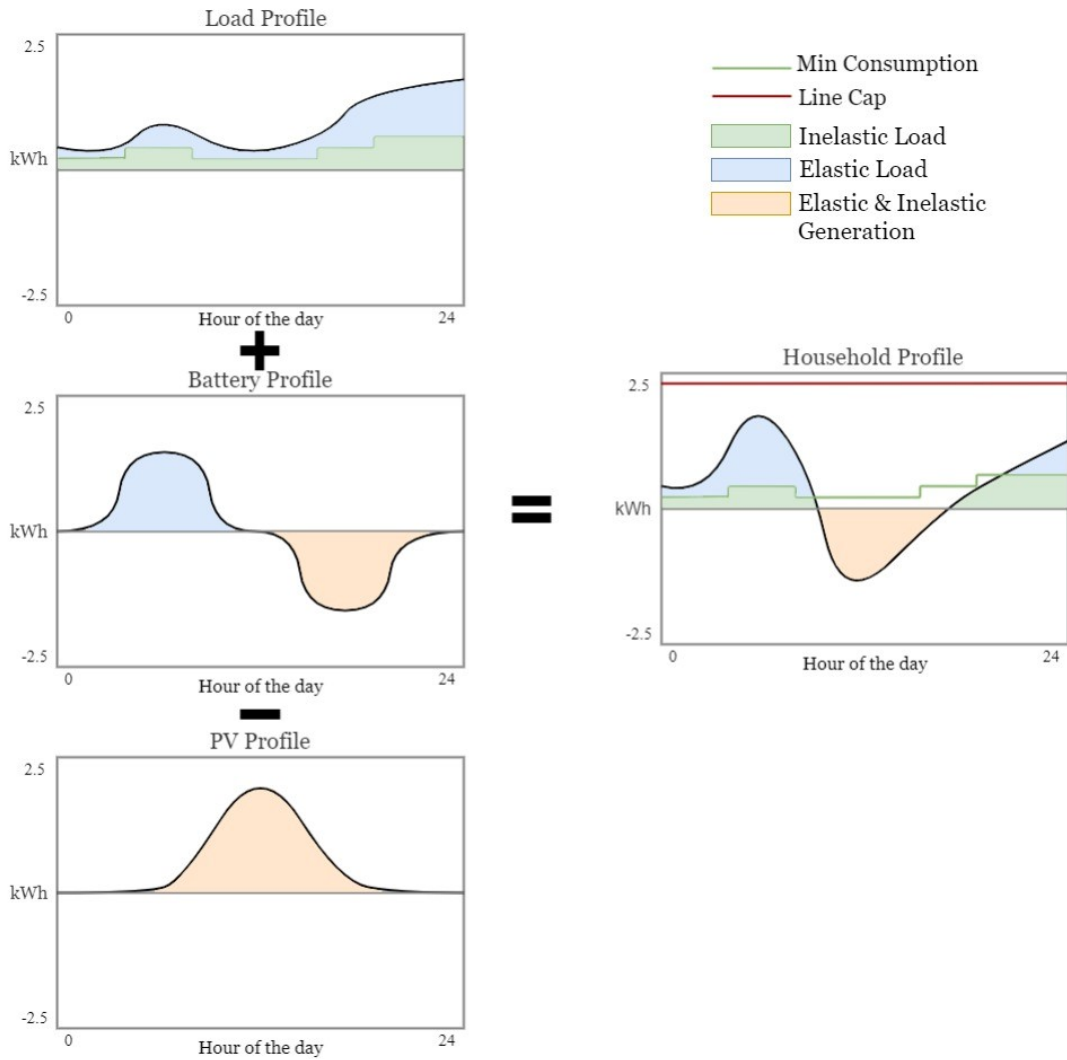 Load Profile
2.5
kWh
-2.5
0
24
Hour of the day
+
Battery Profile
2.5
kWh
-2.5
0
24
Hour of the day
-
PV Profile
2.5
kWh
-2.5
0
24
Hour of the day
=
Min Consumption
Line Cap
Inelastic Load
Elastic Load
Elastic & Inelastic
Generation
Household Profile
2.5
kWh
-2.5
0
24
Hour of the day